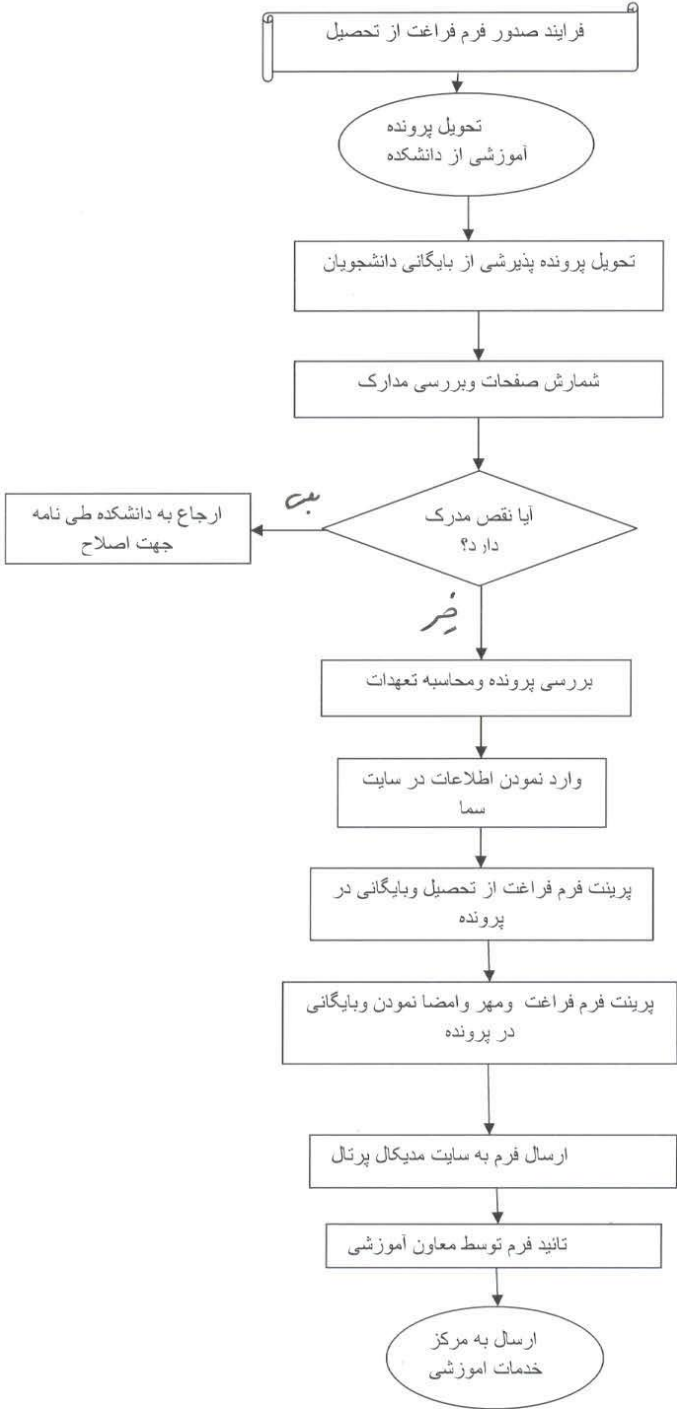 فرایند صدور فرم فراغت از تحصیل
تحویل پرونده
آموزشی از دانشکده
تحویل پرونده پذیرشی از بایگانی دانشجویان
شمارش صفحات وبررسی مدارک
آیا نقص مدرک
دارد؟
بلی
ارجاع به دانشکده طی نامه
جهت اصلاح
خیر
بررسی پرونده ومحاسبه تعهدات
وارد نمودن اطلاعات در سایت
سما
پرینت فرم فراغت از تحصیل وبایگانی در
پرونده
پرینت فرم فراغت ومهر وامضا نمودن وبایگانی
در پرونده
ارسال فرم به سایت مدیکال پرتال
تائید فرم توسط معاون آموزشی
ارسال به مرکز
خدمات اموزشی